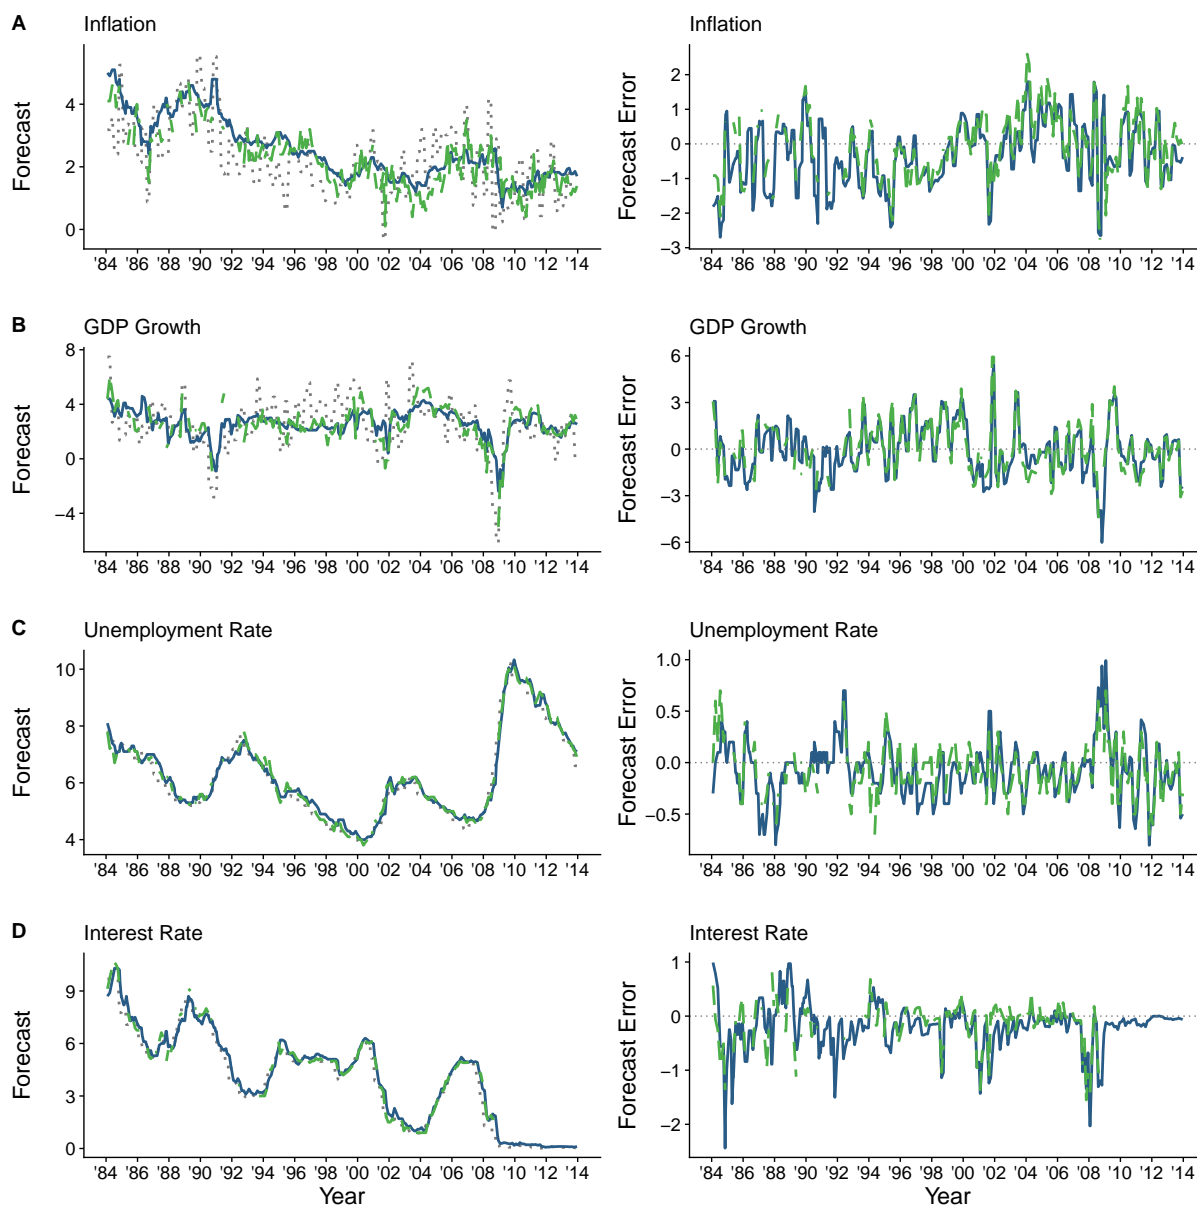 A
Inflation
Inflation
Forecast
4
2
0
'84 '86 '88 '90 '92 '94 '96 '98 '00 '02 '04 '06 '08 '10 '12 '14
Forecast Error
2
1
0
−1
−2
−3
'84 '86 '88 '90 '92 '94 '96 '98 '00 '02 '04 '06 '08 '10 '12 '14
B
GDP Growth
GDP Growth
Forecast
8
4
0
−4
'84 '86 '88 '90 '92 '94 '96 '98 '00 '02 '04 '06 '08 '10 '12 '14
Forecast Error
6
3
0
−3
−6
'84 '86 '88 '90 '92 '94 '96 '98 '00 '02 '04 '06 '08 '10 '12 '14
C
Unemployment Rate
Unemployment Rate
Forecast
10
8
6
4
'84 '86 '88 '90 '92 '94 '96 '98 '00 '02 '04 '06 '08 '10 '12 '14
Forecast Error
1.0
0.5
0.0
−0.5
'84 '86 '88 '90 '92 '94 '96 '98 '00 '02 '04 '06 '08 '10 '12 '14
D
Interest Rate
Interest Rate
Forecast
9
6
3
0
'84 '86 '88 '90 '92 '94 '96 '98 '00 '02 '04 '06 '08 '10 '12 '14
Year
Forecast Error
1
0
−1
−2
'84 '86 '88 '90 '92 '94 '96 '98 '00 '02 '04 '06 '08 '10 '12 '14
Year